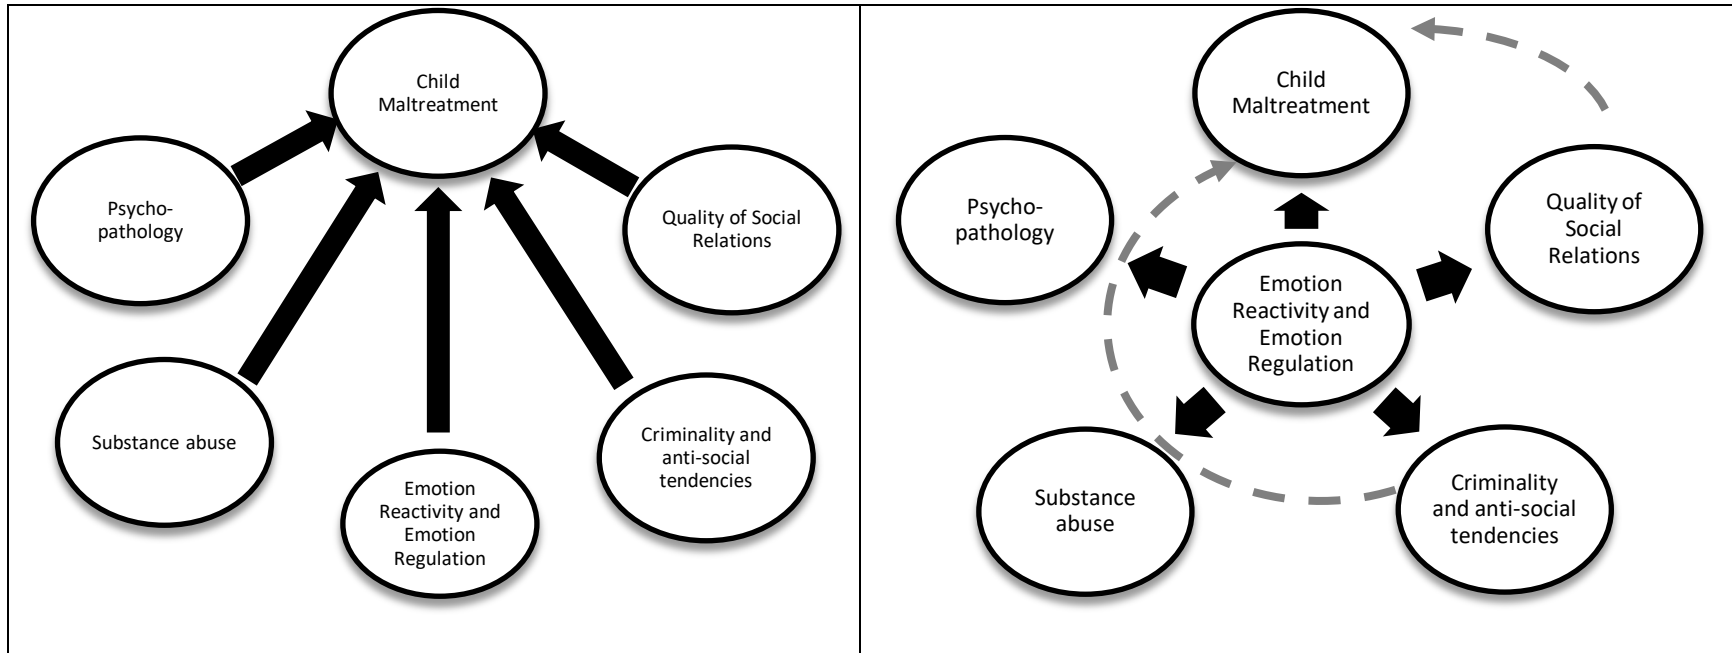 Child
Maltreatment
Psycho-
pathology
Quality of Social
Relations
Substance abuse
Criminality and
anti-social
tendencies
Emotion
Reactivity and
Emotion
Regulation
Child
Maltreatment
Psycho-
pathology
Quality of
Social
Relations
Emotion
Reactivity and
Emotion
Regulation
Substance
abuse
Criminality
and anti-social
tendencies